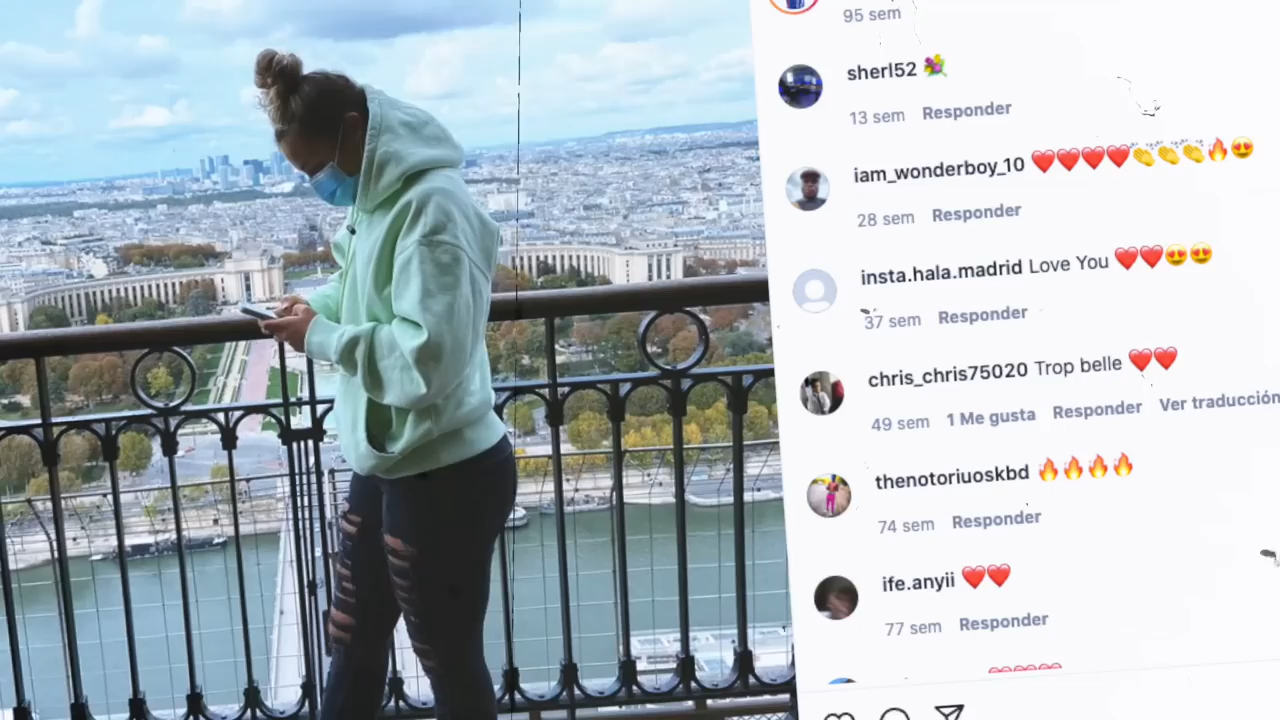 95 sem
sherl52 💐
13 sem Responder
iam_wonderboy_10 ❤️❤️❤️❤️👏👏👏🔥😍
28 sem Responder
insta.hala.madrid Love You ❤️❤️😍😍
37 sem Responder
chris_chris75020 Trop belle ❤️❤️
49 sem 1 Me gusta Responder Ver traducción
thenotoriuoskbd 🔥🔥🔥🔥
74 sem Responder
ife.anyii ❤️❤️
77 sem Responder